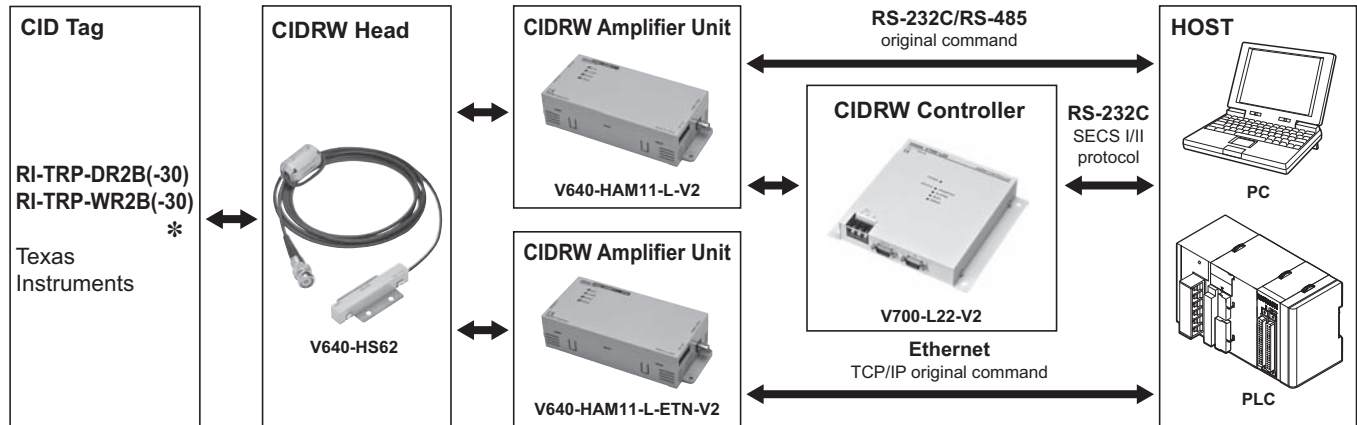 CID Tag
RI-TRP-DR2B(-30)
RI-TRP-WR2B(-30)
*
Texas
Instruments
CIDRW Head
V640-HS62
CIDRW Amplifier Unit
V640-HAM11-L-V2
CIDRW Amplifier Unit
V640-HAM11-L-ETN-V2
RS-232C/RS-485
original command
CIDRW Controller
V700-L22-V2
RS-232C
SECS I/II
protocol
Ethernet
TCP/IP original command
HOST
PC
PLC